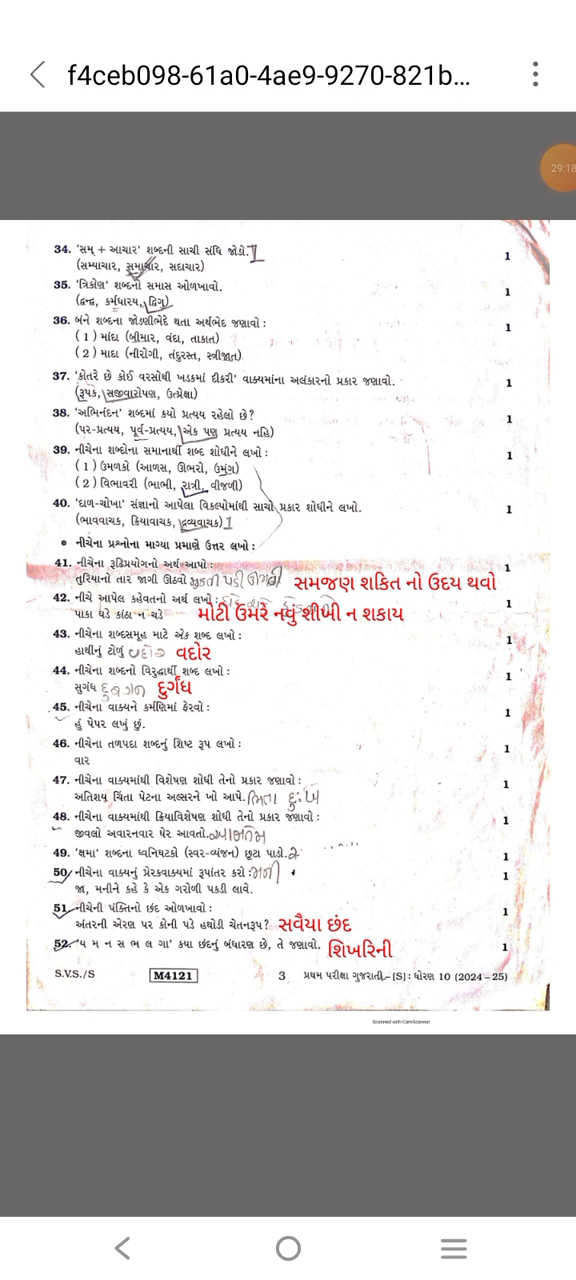 f4ceb098-61a0-4ae9-9270-821b...
29:18
34. 'સમ્ + આચાર' શબ્દની સાચી સંધિ જોડો. 1
(સમ્યાચાર, સમાચાર, સદાચાર)
35. 'ત્રિકોણ' શબ્દનો સમાસ ઓળખાવો. 1
(દ્વન્દ્વ, કર્મધારય, દ્વિગુ)
36. બંને શબ્દના જોડણીભેદે થતા અર્થભેદ જણાવો : 1
(1) માંદા (બીમાર, વંદા, તાકાત)
(2) માદા (નીરોગી, તંદુરસ્ત, સ્ત્રીજાત)
37. 'કોતરે છે કોઈ વરસોથી ખડકમાં દીકરી' વાક્યમાંના અલંકારનો પ્રકાર જણાવો. 1
(રૂપક, સજીવારોપણ, ઉત્પ્રેક્ષા)
38. 'અભિનંદન' શબ્દમાં કયો પ્રત્યય રહેલો છે? 1
(પર-પ્રત્યય, પૂર્વ-પ્રત્યય, એક પણ પ્રત્યય નહિ)
39. નીચેના શબ્દોના સમાનાર્થી શબ્દ શોધીને લખો : 1
(1) ઉમળકો (આળસ, ઊભરો, ઉમંગ)
(2) વિભાવરી (ભાભી, રાત્રી, વીજળી)
40. 'દાળ-ચોખા' સંજ્ઞાનો આપેલા વિકલ્પોમાંથી સાચો પ્રકાર શોધીને લખો. 1
(ભાવવાચક, ક્રિયાવાચક, દ્રવ્યવાચક)
• નીચેના પ્રશ્નોના માગ્યા પ્રમાણે ઉત્તર લખો :
41. નીચેના રૂઢિપ્રયોગનો અર્થ આપો : 1
તુરિયાનો તાર જાગી ઊઠવો સમજણ શકિત નો ઉદય થવો
42. નીચે આપેલ કહેવતનો અર્થ લખો : 1
પાકા ઘડે કાંઠા ન ચડે મોટી ઉંમરે નવું શીખી ન શકાય
43. નીચેના શબ્દસમૂહ માટે એક શબ્દ લખો : 1
હાથીનું ટોળું વદોર વદોર
44. નીચેના શબ્દનો વિરુદ્ધાર્થી શબ્દ લખો : 1
સુગંધ દુર્ગંધ
45. નીચેના વાક્યને કર્મણિમાં ફેરવો : 1
હું પેપર લખું છું.
46. નીચેના તળપદા શબ્દનું શિષ્ટ રૂપ લખો : 1
વાર
47. નીચેના વાક્યમાંથી વિશેષણ શોધી તેનો પ્રકાર જણાવો : 1
અતિશય ચિંતા પેટના અલ્સરને ખો આપે.
48. નીચેના વાક્યમાંથી ક્રિયાવિશેષણ શોધી તેનો પ્રકાર જણાવો : 1
જીવલો અવારનવાર ઘેર આવતો.
49. 'ક્ષમા' શબ્દના ધ્વનિઘટકો (સ્વર-વ્યંજન) છૂટા પાડો. 1
50. નીચેના વાક્યનું પ્રેરકવાક્યમાં રૂપાંતર કરો : 1
જા, મનીને કહે કે એક ગરોળી પકડી લાવે.
51. નીચેની પંક્તિનો છંદ ઓળખાવો : 1
અંતરની એરણ પર કોની પડે હથોડી ચેતનરૂપ? સવૈયા છંદ
52. 'ય મ ન સ ભ લ ગા' કયા છંદનું બંધારણ છે, તે જણાવો. શિખરિની 1
S.V.S./S M4121 3 પ્રથમ પરીક્ષા ગુજરાતી – [S] : ધોરણ 10 (2024 – 25)
Scanned with CamScanner